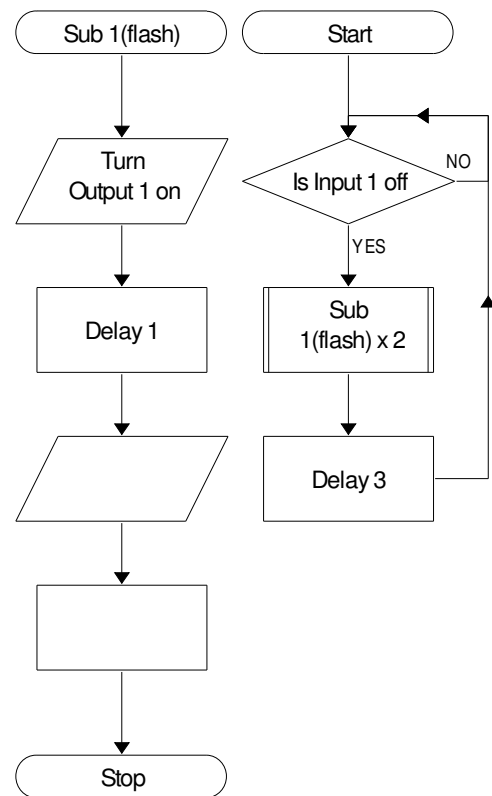 Sub 1(flash)
Turn
Output 1 on
Delay 1
Stop
Start
Is Input 1 off
NO
YES
Sub
1(flash) x 2
Delay 3